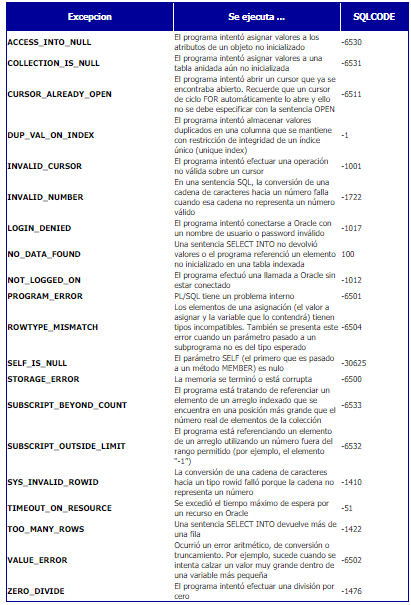 Excepcion Se ejecuta ... SQLCODE
ACCESS_INTO_NULL El programa intentó asignar valores a los atributos de un objeto no inicializado -6530
COLLECTION_IS_NULL El programa intentó asignar valores a una tabla anidada aún no inicializada -6531
CURSOR_ALREADY_OPEN El programa intentó abrir un cursor que ya se encontraba abierto. Recuerde que un cursor de ciclo FOR automáticamente lo abre y ello no se debe especificar con la sentencia OPEN -6511
DUP_VAL_ON_INDEX El programa intentó almacenar valores duplicados en una columna que se mantiene con restricción de integridad de un índice único (unique index) -1
INVALID_CURSOR El programa intentó efectuar una operación no válida sobre un cursor -1001
INVALID_NUMBER En una sentencia SQL, la conversión de una cadena de caracteres hacia un número falla cuando esa cadena no representa un número válido -1722
LOGIN_DENIED El programa intentó conectarse a Oracle con un nombre de usuario o password inválido -1017
NO_DATA_FOUND Una sentencia SELECT INTO no devolvió valores o el programa referenció un elemento no inicializado en una tabla indexada 100
NOT_LOGGED_ON El programa efectuó una llamada a Oracle sin estar conectado -1012
PROGRAM_ERROR PL/SQL tiene un problema interno -6501
ROWTYPE_MISMATCH Los elementos de una asignación (el valor a asignar y la variable que lo contendrá) tienen tipos incompatibles. También se presenta este error cuando un parámetro pasado a un subprograma no es del tipo esperado -6504
SELF_IS_NULL El parámetro SELF (el primero que es pasado a un método MEMBER) es nulo -30625
STORAGE_ERROR La memoria se terminó o está corrupta -6500
SUBSCRIPT_BEYOND_COUNT El programa está tratando de referenciar un elemento de un arreglo indexado que se encuentra en una posición más grande que el número real de elementos de la colección -6533
SUBSCRIPT_OUTSIDE_LIMIT El programa está referenciando un elemento de un arreglo utilizando un número fuera del rango permitido (por ejemplo, el elemento "-1") -6532
SYS_INVALID_ROWID La conversión de una cadena de caracteres hacia un tipo rowid falló porque la cadena no representa un número -1410
TIMEOUT_ON_RESOURCE Se excedió el tiempo máximo de espera por un recurso en Oracle -51
TOO_MANY_ROWS Una sentencia SELECT INTO devuelve más de una fila -1422
VALUE_ERROR Ocurrió un error aritmético, de conversión o truncamiento. Por ejemplo, sucede cuando se intenta calzar un valor muy grande dentro de una variable más pequeña -6502
ZERO_DIVIDE El programa intentó efectuar una división por cero -1476